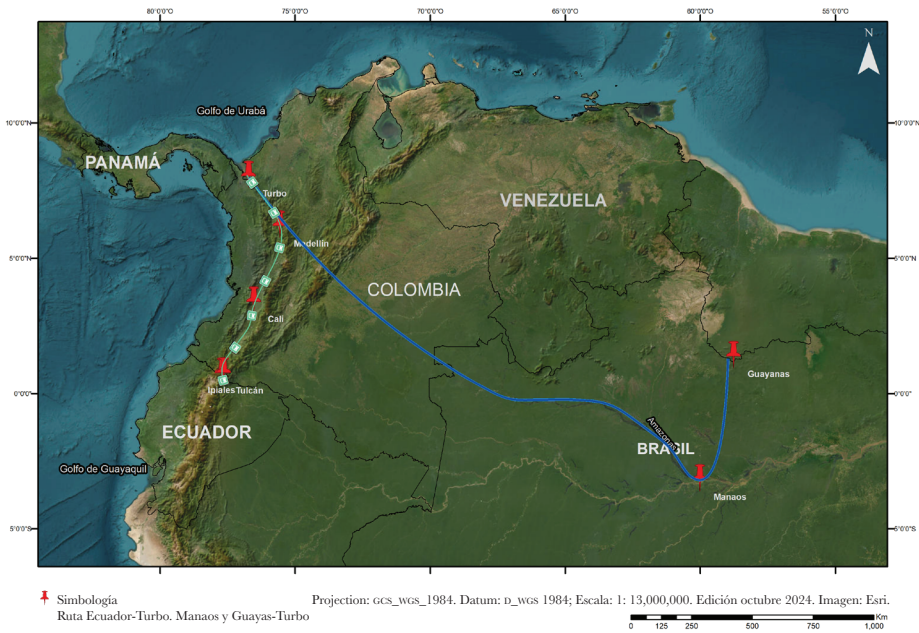 80°0'0"O 75°0'0"O 70°0'0"O 65°0'0"O 60°0'0"O 55°0'0"O
N
Golfo de Urabá
10°0'0"N 10°0'0"N
PANAMÁ
Turbo
VENEZUELA
Medellín
5°0'0"N 5°0'0"N
COLOMBIA
Cali
Guayanas
Ipiales Tulcán
0°0'0" 0°0'0"
ECUADOR
Amazonas
BRASIL
Golfo de Guayaquil
Manaos
5°0'0"S 5°0'0"S
Simbología
Ruta Ecuador-Turbo. Manaos y Guayas-Turbo
Projection: GCS_WGS_1984. Datum: D_WGS 1984; Escala: 1: 13,000,000. Edición octubre 2024. Imagen: Esri.
Km
0 125 250 500 750 1,000